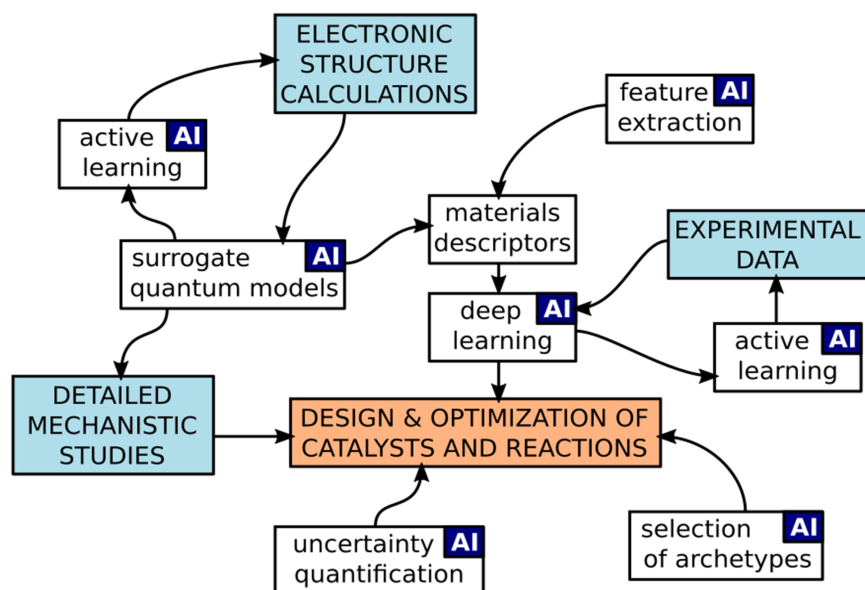 ELECTRONIC
STRUCTURE
CALCULATIONS
feature AI
extraction
active AI
learning
materials
descriptors
EXPERIMENTAL
DATA
surrogate AI
quantum models
deep AI
learning
active AI
learning
DETAILED
MECHANISTIC
STUDIES
DESIGN & OPTIMIZATION OF
CATALYSTS AND REACTIONS
selection AI
of archetypes
uncertainty AI
quantification